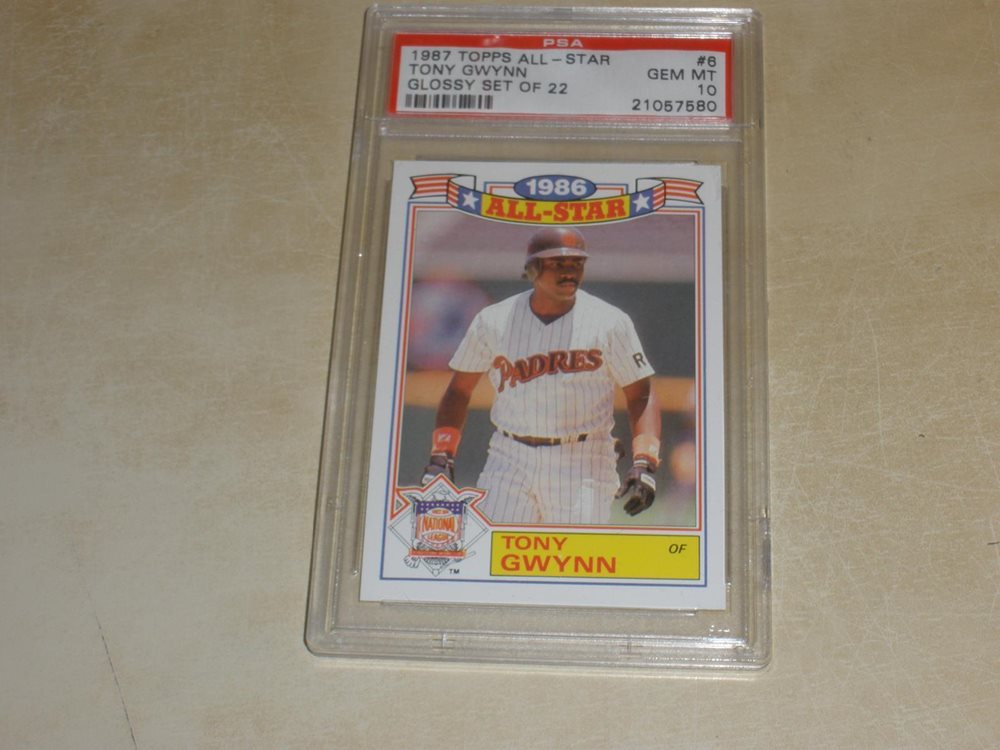 PSA
1987 TOPPS ALL-STAR #6
TONY GWYNN GEM MT
GLOSSY SET OF 22 10
21057580
1986
ALL-STAR
PADRES
R
NATIONAL
LEAGUE
TM
TONY
GWYNN
OF